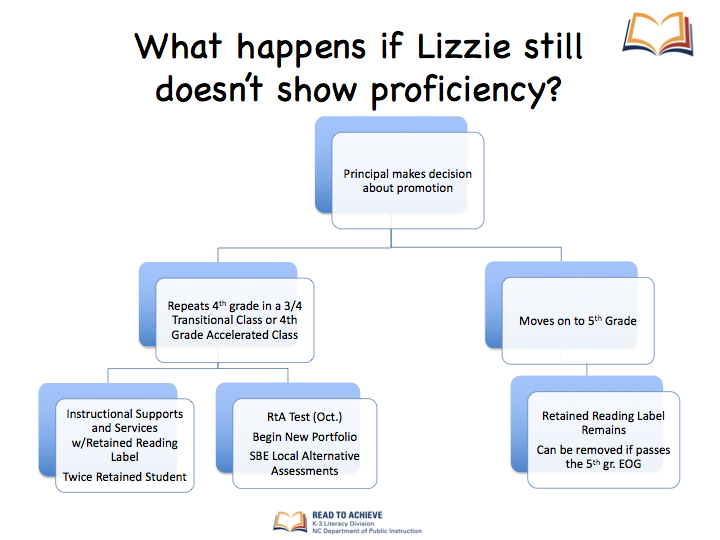 What happens if Lizzie still
doesn't show proficiency?
Principal makes decision
about promotion
Repeats 4th grade in a 3/4
Transitional Class or 4th
Grade Accelerated Class
Moves on to 5th Grade
Instructional Supports
and Services
w/Retained Reading
Label
Twice Retained Student
RtA Test (Oct.)
Begin New Portfolio
SBE Local Alternative
Assessments
Retained Reading Label
Remains
Can be removed if passes
the 5th gr. EOG
READ TO ACHIEVE
K-3 Literacy Division
NC Department of Public Instruction